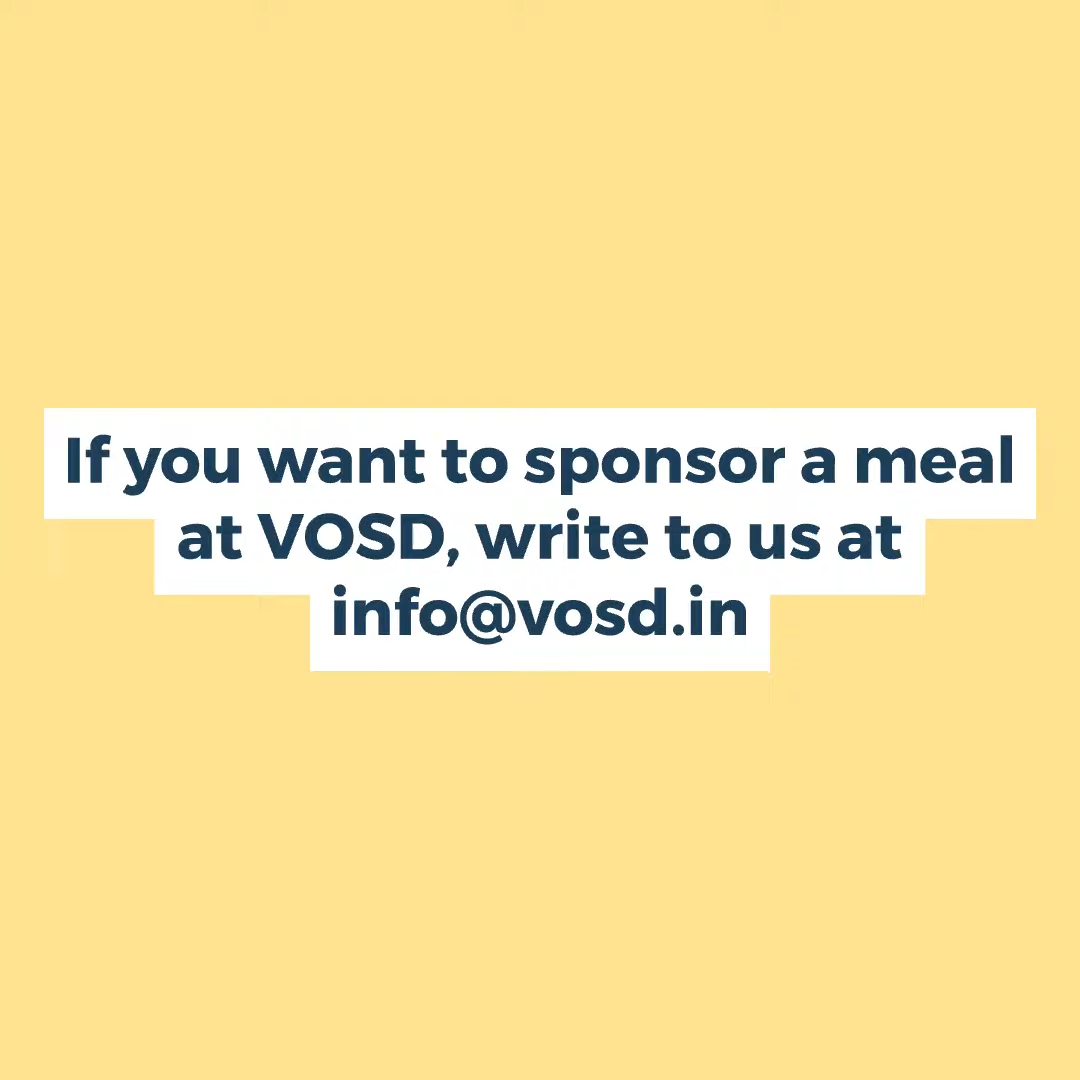 If you want to sponsor a meal
at VOSD, write to us at
info@vosd.in